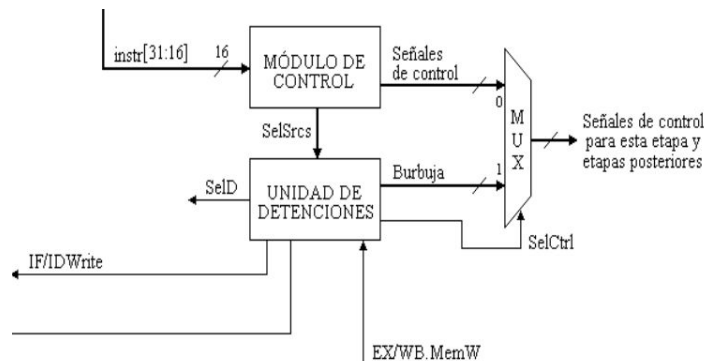 instr[31:16]
16
MÓDULO DE
CONTROL
Señales
de control
0
M
U
X
Señales de control
para esta etapa y
etapas posteriores
SelSrcs
SelD
UNIDAD DE
DETENCIONES
Burbuja
1
SelCtrl
IF/IDWrite
EX/WB.MemW